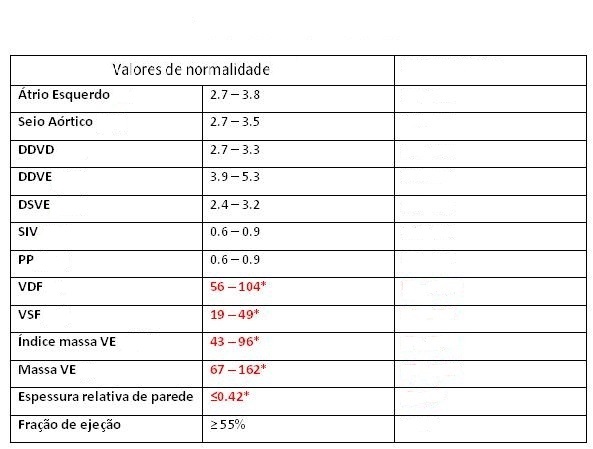 Valores de normalidade
Átrio Esquerdo 2.7 – 3.8
Seio Aórtico 2.7 – 3.5
DDVD 2.7 – 3.3
DDVE 3.9 – 5.3
DSVE 2.4 – 3.2
SIV 0.6 – 0.9
PP 0.6 – 0.9
VDF 56 – 104*
VSF 19 – 49*
Índice massa VE 43 – 96*
Massa VE 67 – 162*
Espessura relativa de parede ≤0.42*
Fração de ejeção ≥55%